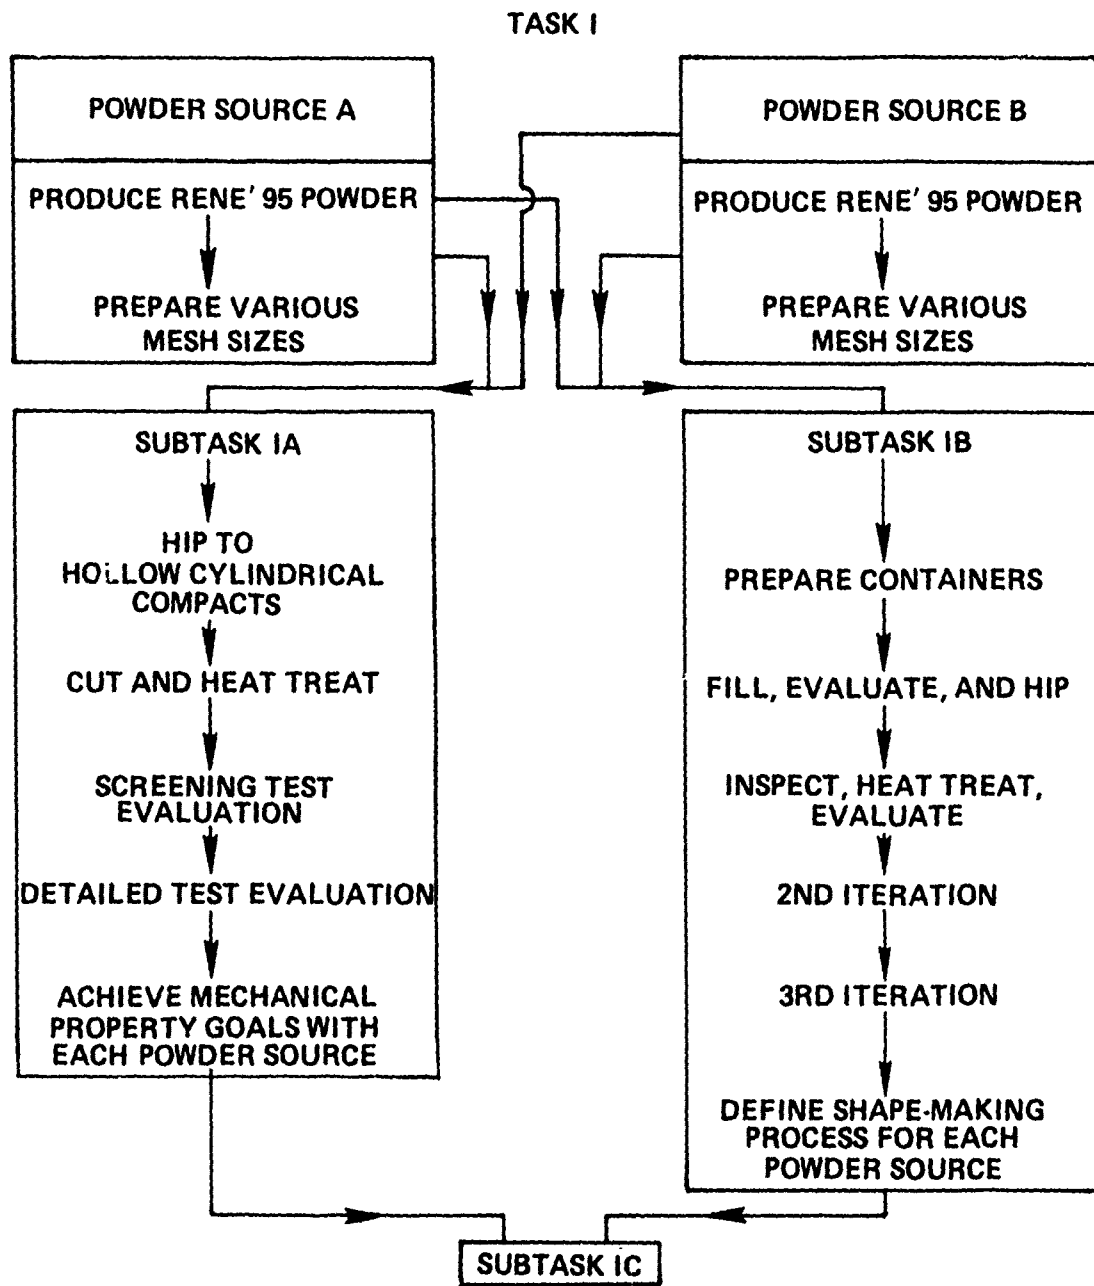 TASK I
POWDER SOURCE A
PRODUCE RENE' 95 POWDER
PREPARE VARIOUS
MESH SIZES
POWDER SOURCE B
PRODUCE RENE' 95 POWDER
PREPARE VARIOUS
MESH SIZES
SUBTASK IA
HIP TO
HOLLOW CYLINDRICAL
COMPACTS
CUT AND HEAT TREAT
SCREENING TEST
EVALUATION
DETAILED TEST EVALUATION
ACHIEVE MECHANICAL
PROPERTY GOALS WITH
EACH POWDER SOURCE
SUBTASK IB
PREPARE CONTAINERS
FILL, EVALUATE, AND HIP
INSPECT, HEAT TREAT,
EVALUATE
2ND ITERATION
3RD ITERATION
DEFINE SHAPE-MAKING
PROCESS FOR EACH
POWDER SOURCE
SUBTASK IC